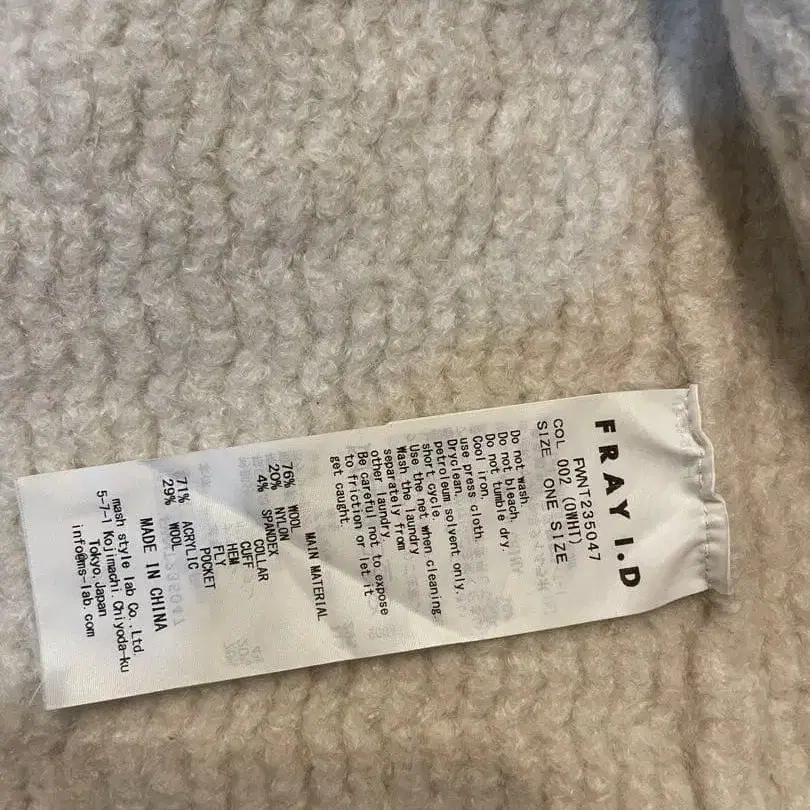 FRAY I.D
FWNT235047
COL 002 (OWHT)
SIZE ONE SIZE
Do not wash.
Do not bleach.
Do not tumble dry.
Cool iron.
use press cloth.
Dryclean,
petroleum solvent only.
short cycle.
Use the net when cleaning.
Wash the laundry
separately from
other laundry.
Be careful not to expose
to friction or let it
get caught.
MAIN MATERIAL
76% WOOL
20% NYLON
4% SPANDEX
COLLAR
CUFF
HEM
FLY
POCKET
71% ACRYLIC
29% WOOL
MADE IN CHINA
mash style lab Co.,Ltd.
5-7-1 Kojimachi.Chiyoda-ku
Tokyo.Japan
info@ms-lab.com